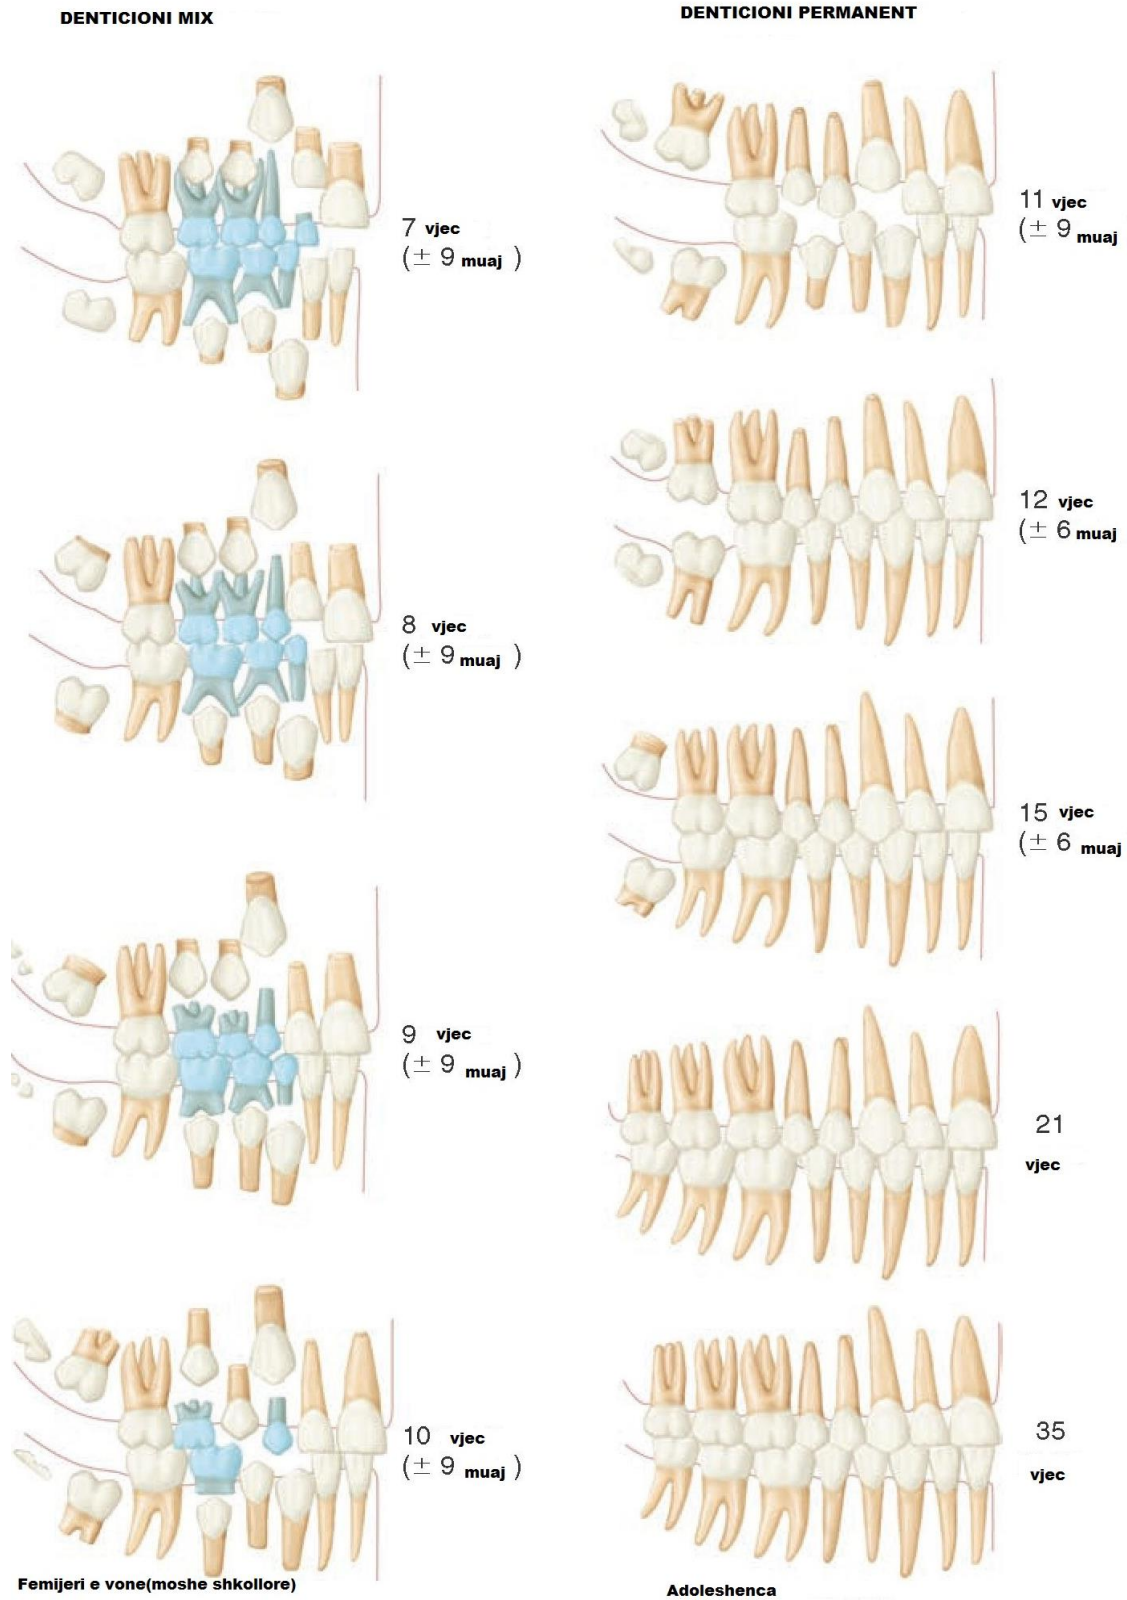 DENTICIONI MIX
7 vjec
(± 9 muaj )
8 vjec
(± 9 muaj )
9 vjec
(± 9 muaj )
10 vjec
(± 9 muaj )
Femijeri e vone(moshe shkollore)
DENTICIONI PERMANENT
11 vjec
(± 9 muaj
12 vjec
(± 6 muaj
15 vjec
(± 6 muaj
21
vjec
35
vjec
Adoleshenca